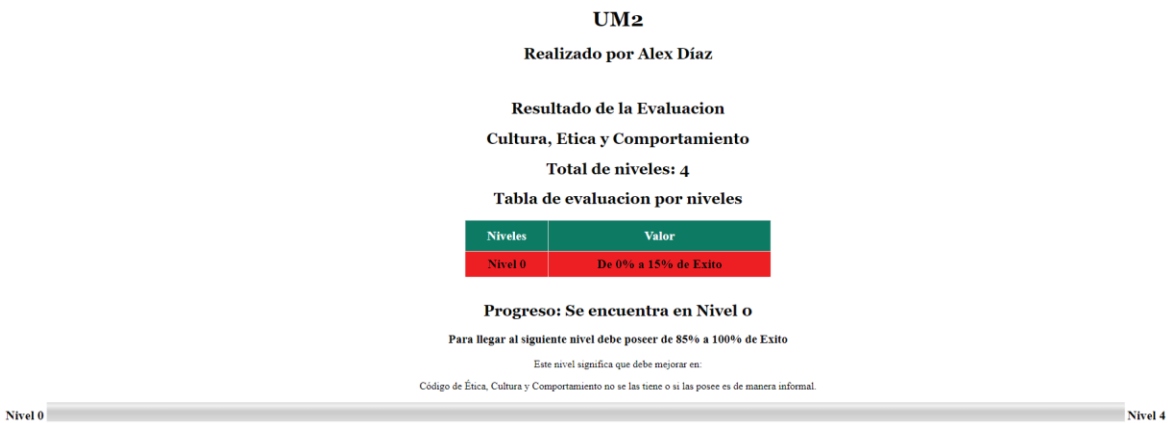 UM2
Realizado por Alex Díaz
Resultado de la Evaluacion
Cultura, Etica y Comportamiento
Total de niveles: 4
Tabla de evaluacion por niveles
Niveles Valor
Nivel 0 De 0% a 15% de Exito
Progreso: Se encuentra en Nivel 0
Para llegar al siguiente nivel debe poseer de 85% a 100% de Exito
Este nivel significa que debe mejorar en:
Código de Ética, Cultura y Comportamiento no se las tiene o si las posee es de manera informal.
Nivel 0 Nivel 4